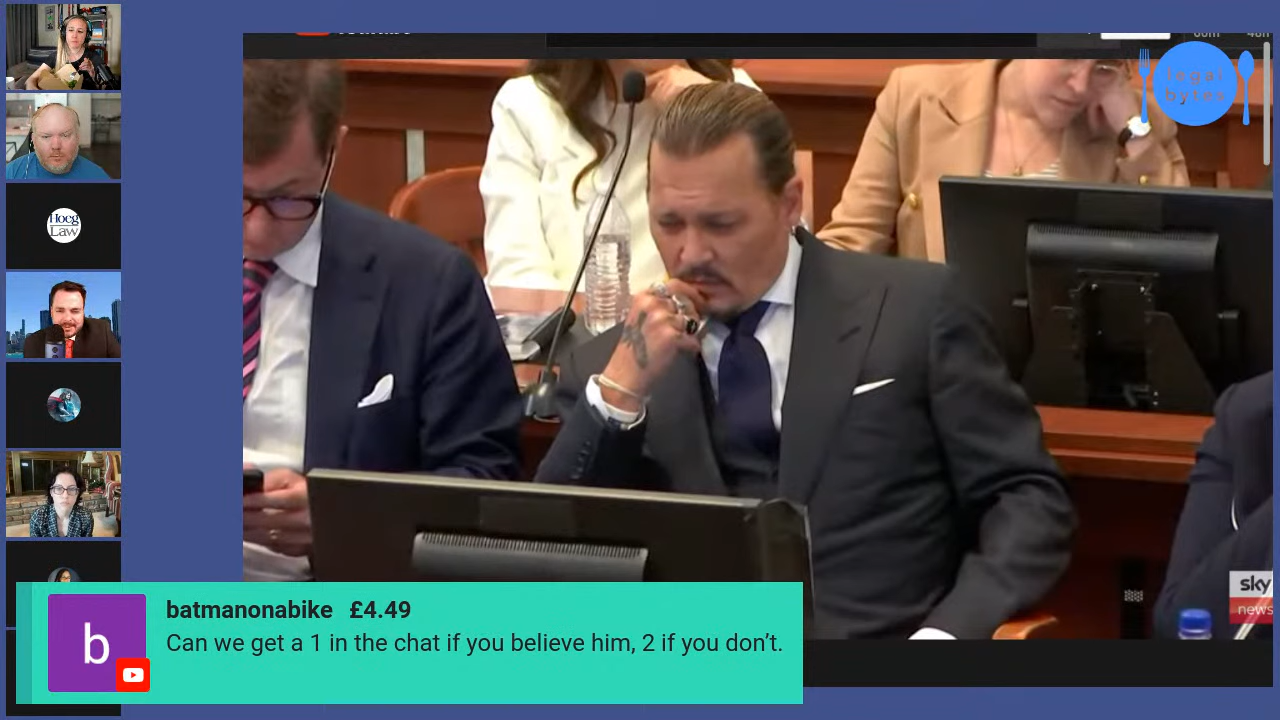 legal
bytes
Hoeg
Law
sky
news
batmanonabike £4.49
b
Can we get a 1 in the chat if you believe him, 2 if you don’t.